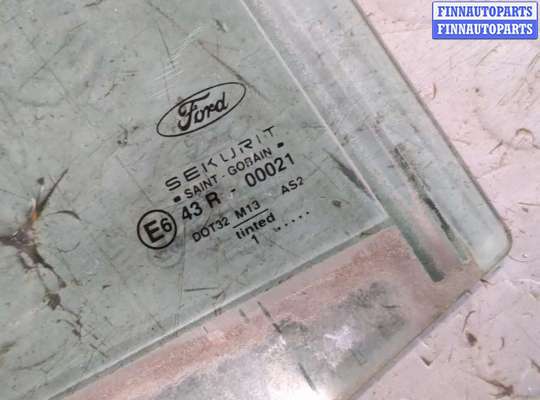 FINNAUTOPARTS
FINNAUTOPARTS
Ford
SEKURIT
SAINT-GOBAIN
E6 43 R - 00021
DOT32 M13 AS2
tinted
1 .....